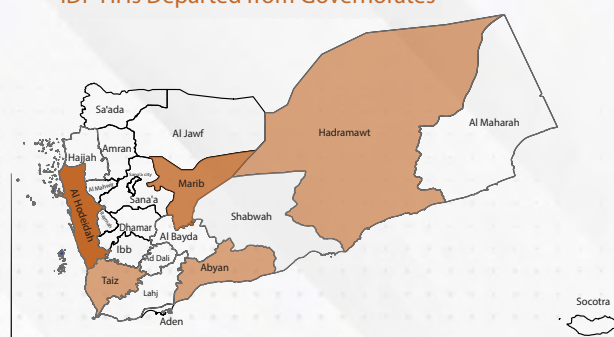 IDP HHs Departed from Governorates
Sa'ada
Al Jawf
Hadramawt
Al Maharah
Amran
Hajjah
Marib
Al Mahwit
Sana'a
Al Hodeidah
Shabwah
Dhamar
Al Bayda
Ibb
Ad Dali
Abyan
Taiz
Lahj
Aden
Socotra